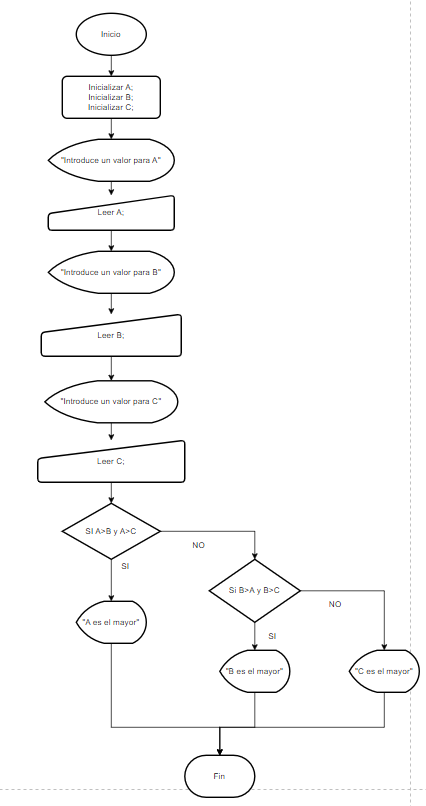 Inicio
Inicializar A;
Inicializar B;
Inicializar C;
"Introduce un valor para A"
Leer A;
"Introduce un valor para B"
Leer B;
"Introduce un valor para C"
Leer C;
SI A>B y A>C
NO
SI
Si B>A y B>C
NO
"A es el mayor"
SI
"B es el mayor"
"C es el mayor"
Fin